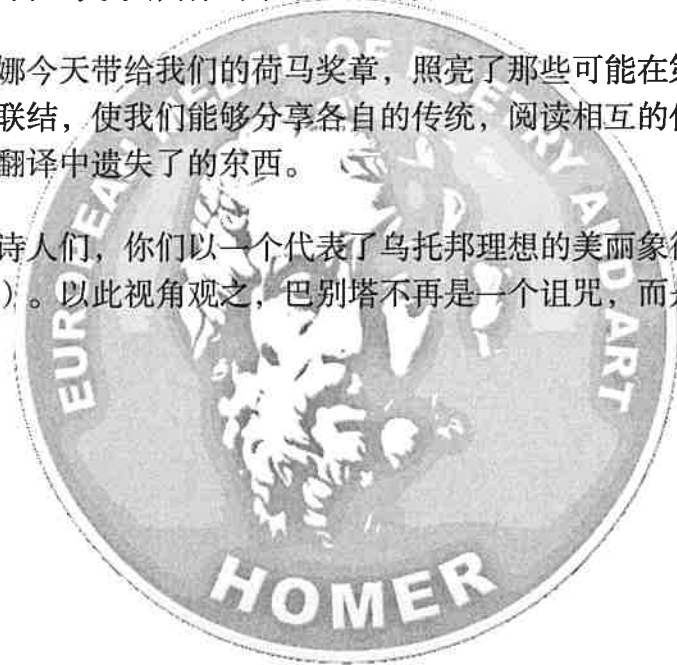 娜今天带给我们的荷马奖章，照亮了那些可能在
联结，使我们能够分享各自的传统，阅读相互的
翻译中遗失了的东西。
诗人们，你们以一个代表了乌托邦理想的美丽象
）。以此视角观之，巴别塔不再是一个诅咒，而
EUROPEAN MEDAL OF POETRY AND ART
HOMER